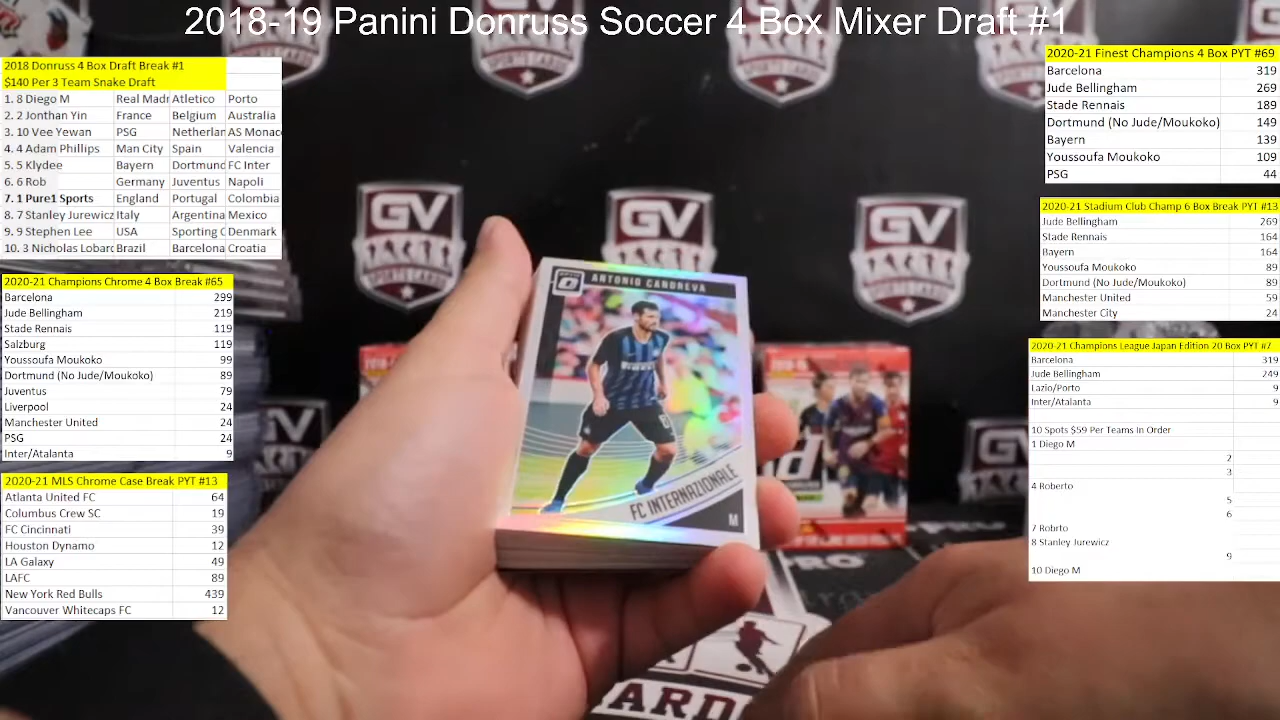 2018-19 Panini Donruss Soccer 4 Box Mixer Draft #1
2018 Donruss 4 Box Draft Break #1
$140 Per 3 Team Snake Draft
1. 8 Diego M Real Madr Atletico Porto
2. 2 Jonthan Yin France Belgium Australia
3. 10 Vee Yewan PSG Netherlan AS Monac
4. 4 Adam Phillips Man City Spain Valencia
5. 5 Klydee Bayern Dortmund FC Inter
6. 6 Rob Germany Juventus Napoli
7. 1 Pure1 Sports England Portugal Colombia
8. 7 Stanley Jurewicz Italy Argentina Mexico
9. 9 Stephen Lee USA Sporting C Denmark
10. 3 Nicholas Lobarc Brazil Barcelona Croatia
2020-21 Champions Chrome 4 Box Break #65
Barcelona 299
Jude Bellingham 219
Stade Rennais 119
Salzburg 119
Youssoufa Moukoko 99
Dortmund (No Jude/Moukoko) 89
Juventus 79
Liverpool 24
Manchester United 24
PSG 24
Inter/Atalanta 9
2020-21 MLS Chrome Case Break PYT #13
Atlanta United FC 64
Columbus Crew SC 19
FC Cincinnati 39
Houston Dynamo 12
LA Galaxy 49
LAFC 89
New York Red Bulls 439
Vancouver Whitecaps FC 12
GV
GV
GV
SPORTS CARDS
OPTIC
ANTONIO CANDREVA
FC INTERNAZIONALE
M
ARD
2020-21 Finest Champions 4 Box PYT #69
Barcelona 319
Jude Bellingham 269
Stade Rennais 189
Dortmund (No Jude/Moukoko) 149
Bayern 139
Youssoufa Moukoko 109
PSG 44
2020-21 Stadium Club Champ 6 Box Break PYT #13
Jude Bellingham 269
Stade Rennais 164
Bayern 164
Youssoufa Moukoko 89
Dortmund (No Jude/Moukoko) 89
Manchester United 59
Manchester City 24
2020-21 Champions League Japan Edition 20 Box PYT #7
Barcelona 319
Jude Bellingham 249
Lazio/Porto 9
Inter/Atalanta 9
10 Spots $59 Per Teams In Order
1 Diego M
2
3
4 Roberto
5
6
7 Robrto
8 Stanley Jurewicz
9
10 Diego M